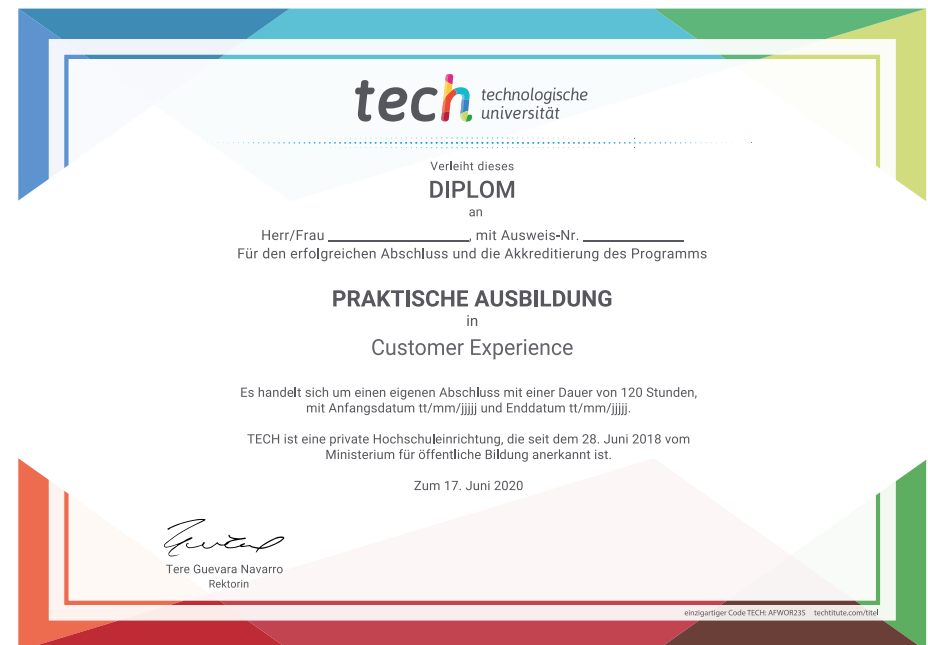 tech technologische
universität
Verleiht dieses
DIPLOM
an
Herr/Frau ____________________, mit Ausweis-Nr. ______________
Für den erfolgreichen Abschluss und die Akkreditierung des Programms
PRAKTISCHE AUSBILDUNG
in
Customer Experience
Es handelt sich um einen eigenen Abschluss mit einer Dauer von 120 Stunden,
mit Anfangsdatum tt/mm/jjjjj und Enddatum tt/mm/jjjjj.
TECH ist eine private Hochschuleinrichtung, die seit dem 28. Juni 2018 vom
Ministerium für öffentliche Bildung anerkannt ist.
Zum 17. Juni 2020
Tere Guevara Navarro
Rektorin
einzigartiger Code TECH: AFWOR23S techtitute.com/titel